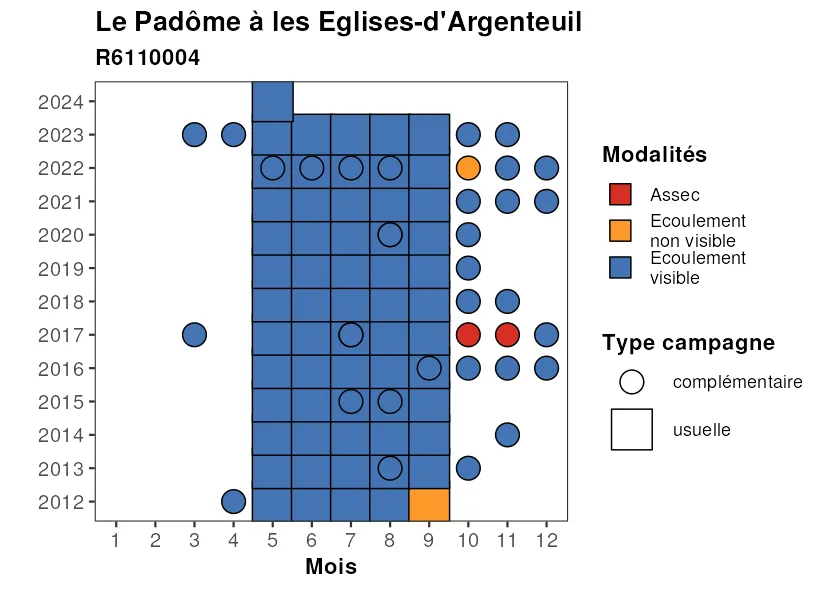 Le Padôme à les Eglises-d'Argenteuil
R6110004
2024
2023
2022
2021
2020
2019
2018
2017
2016
2015
2014
2013
2012
1 2 3 4 5 6 7 8 9 10 11 12
Mois
Modalités
Assec
Ecoulement
non visible
Ecoulement
visible
Type campagne
complémentaire
usuelle